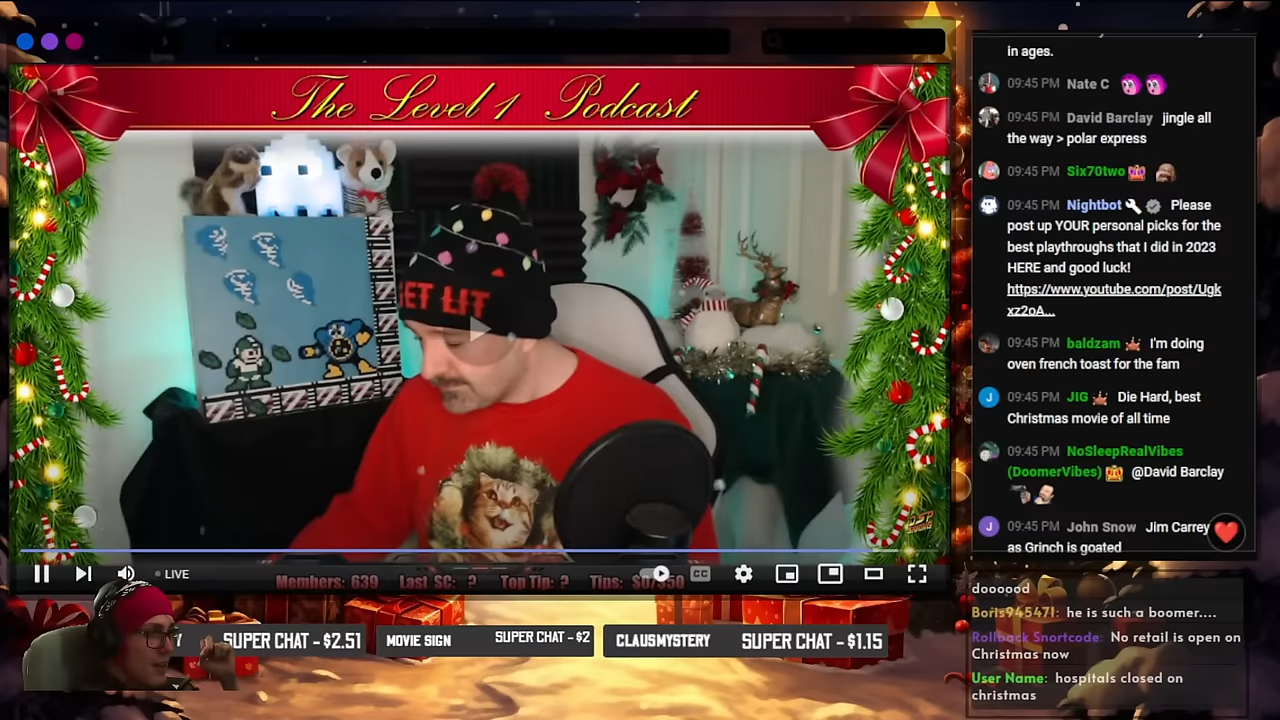 The Level 1 Podcast
GET LIT
LIVE
CC
Members: 639 Last SC: ? Top Tip: ? Tips: $0/$50
SUPER CHAT - $2.51
MOVIE SIGN
SUPER CHAT - $2
CLAUSMYSTERY
SUPER CHAT - $1.15
in ages.
09:45 PM Nate C
09:45 PM David Barclay jingle all
the way > polar express
09:45 PM Six70two
09:45 PM Nightbot Please
post up YOUR personal picks for the
best playthroughs that I did in 2023
HERE and good luck!
https://www.youtube.com/post/Ugk
xz2oA...
09:45 PM baldzam I'm doing
oven french toast for the fam
J 09:45 PM JIG Die Hard, best
Christmas movie of all time
09:45 PM NoSleepRealVibes
(DoomerVibes) @David Barclay
J 09:45 PM John Snow Jim Carrey
as Grinch is goated
doooood
Boris945471: he is such a boomer....
Rollback Snortcode: No retail is open on
Christmas now
User Name: hospitals closed on
christmas